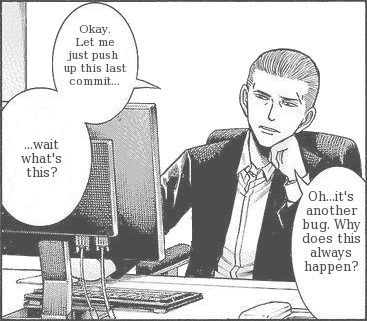 Okay.
Let me
just push
up this last
commit...
...wait
what's
this?
Oh...it's
another
bug. Why
does this
always
happen?